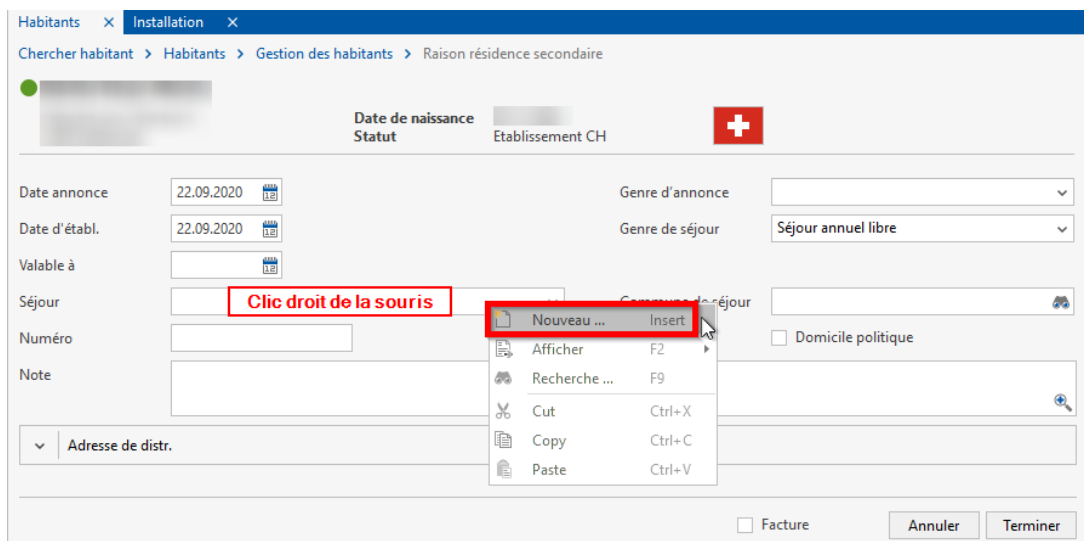 Habitants × Installation ×
Chercher habitant > Habitants > Gestion des habitants > Raison résidence secondaire
Date de naissance
Statut Etablissement CH
Date annonce 22.09.2020 Genre d'annonce
Date d'établ. 22.09.2020 Genre de séjour Séjour annuel libre
Valable à
Séjour Clic droit de la souris Commune de séjour
Nouveau ... Insert
Numéro Domicile politique
Afficher F2
Note
Recherche ... F9
Cut Ctrl+X
Adresse de distr.
Copy Ctrl+C
Paste Ctrl+V
Facture Annuler Terminer